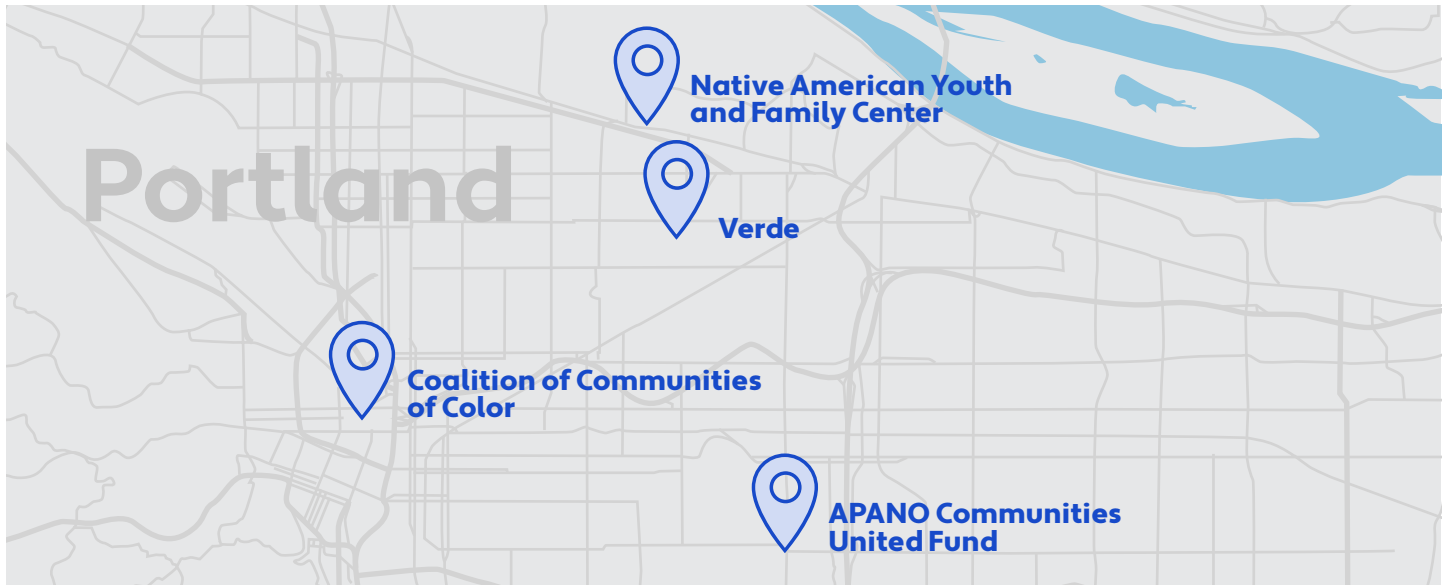 Native American Youth
and Family Center
Portland
Verde
Coalition of Communities
of Color
APANO Communities
United Fund